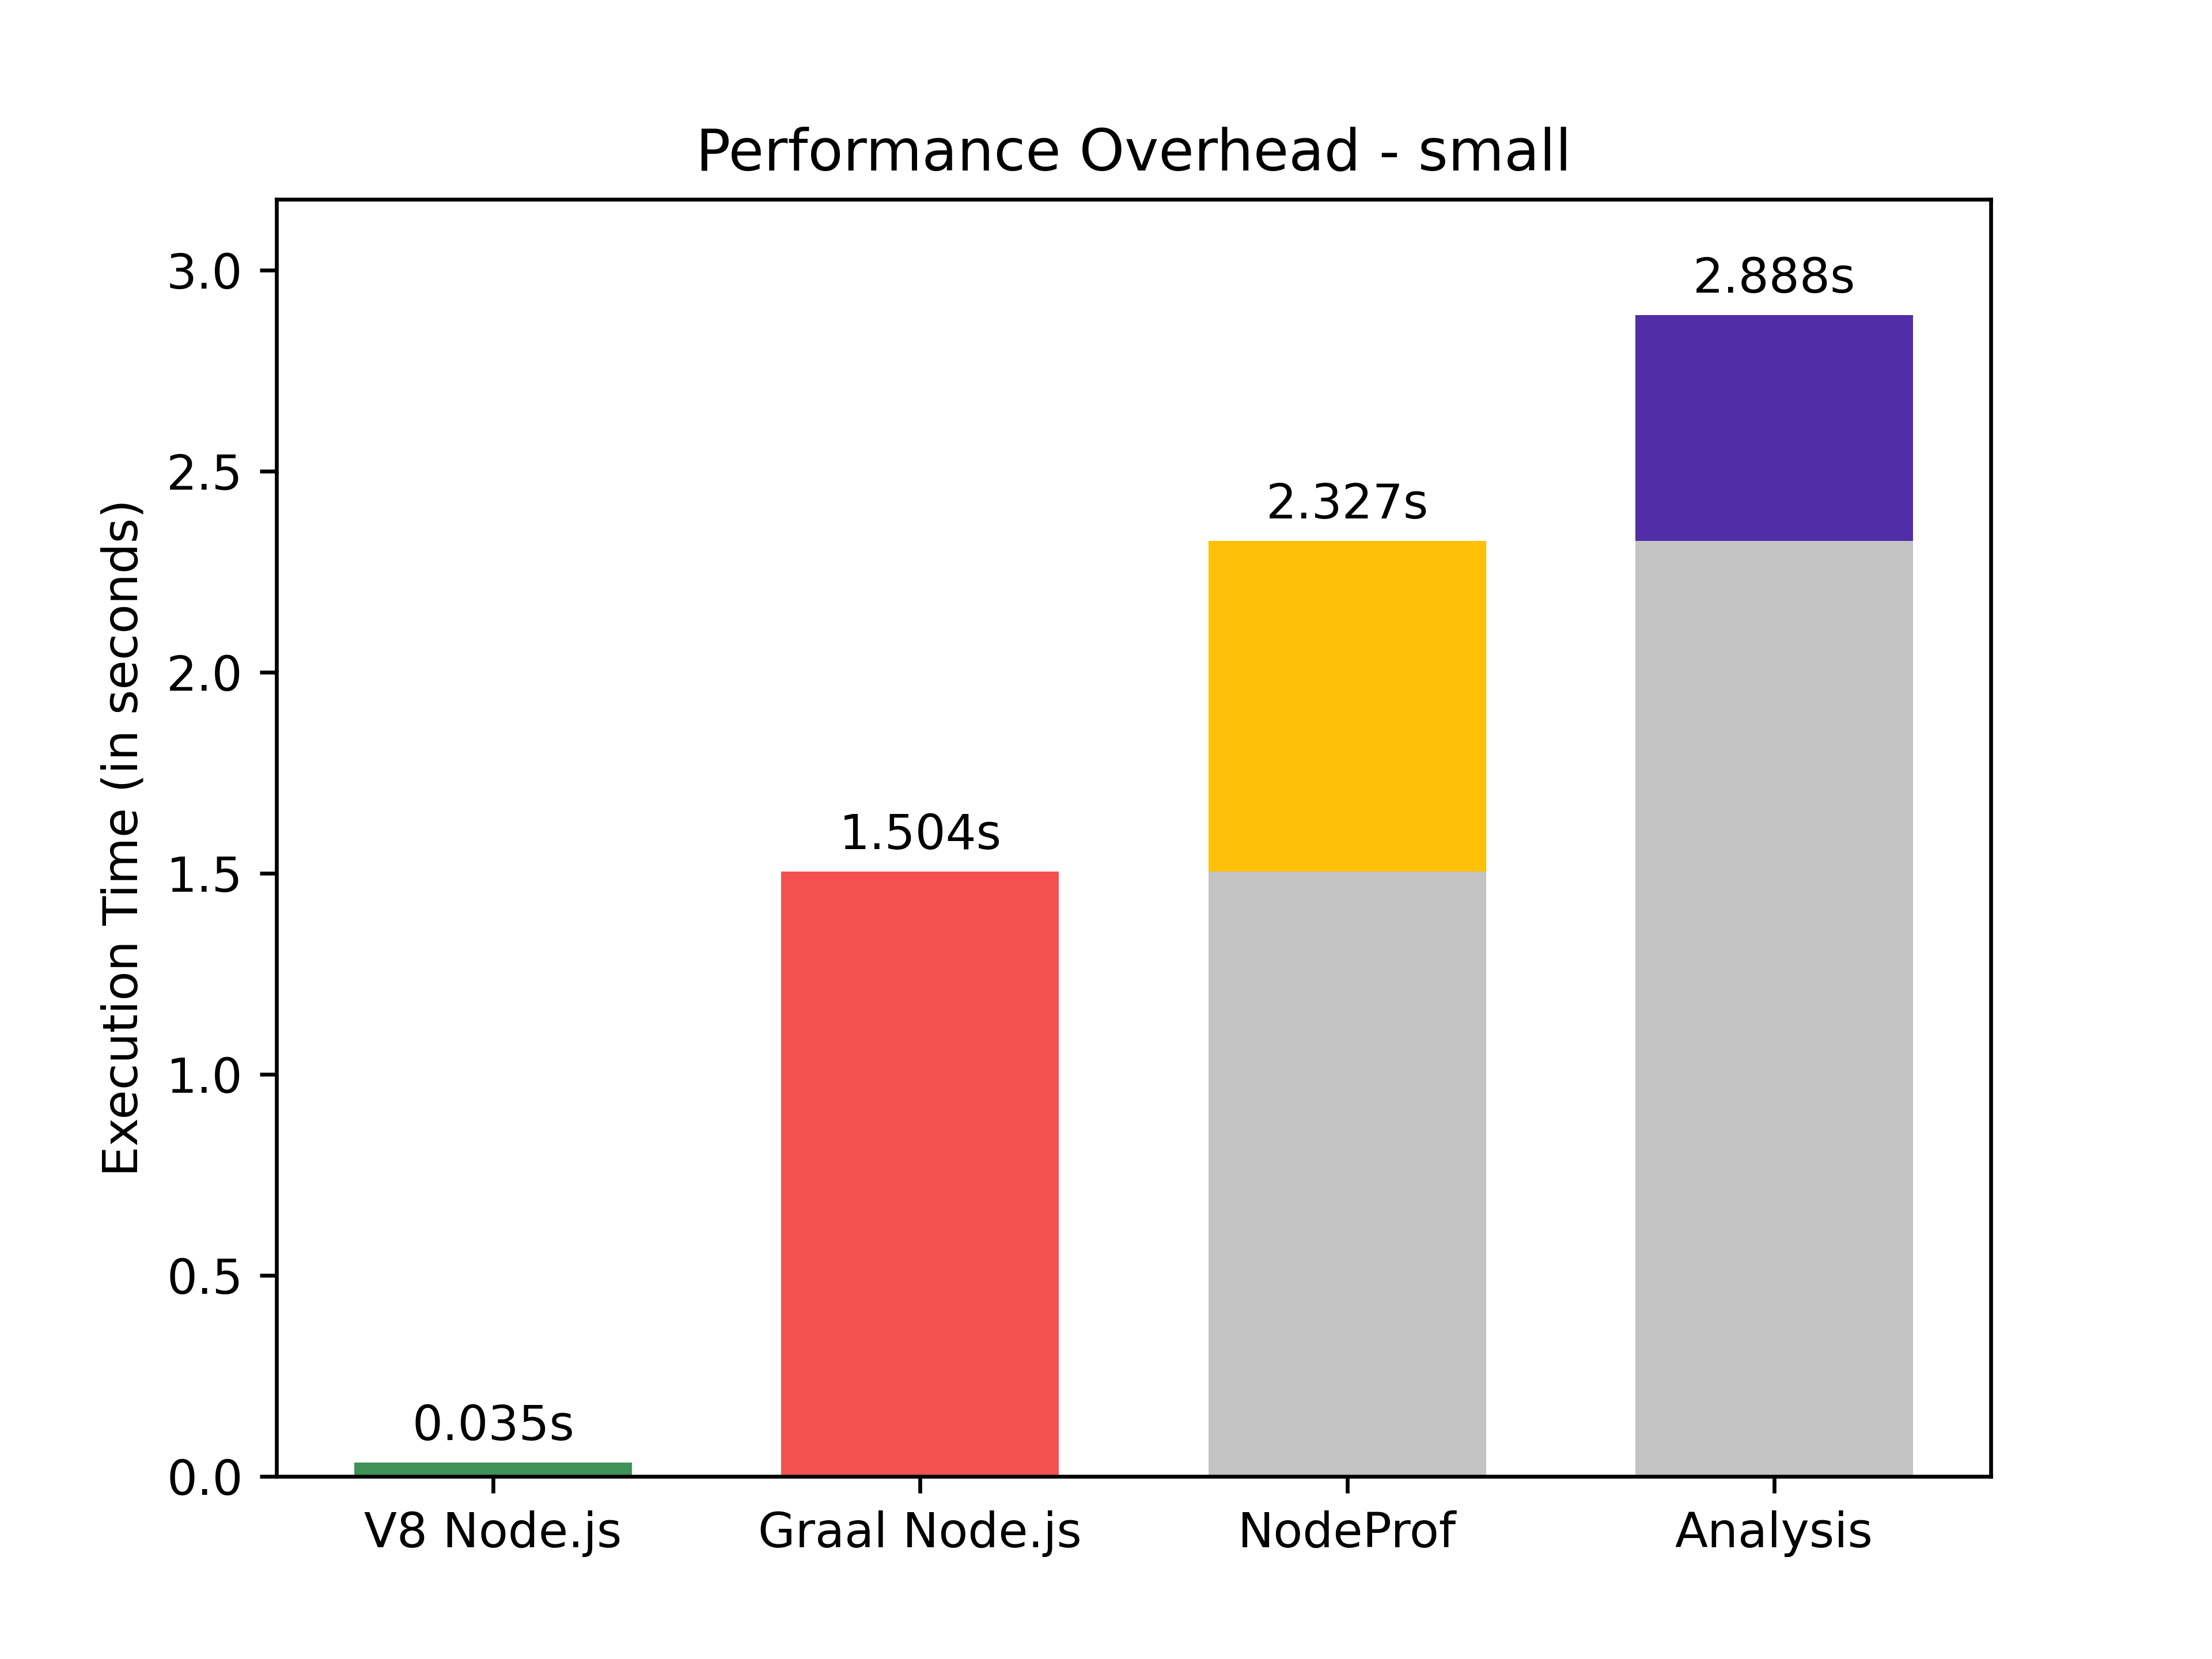 Performance Overhead - small
Execution Time (in seconds)
3.0
2.5
2.0
1.5
1.0
0.5
0.0
2.888s
2.327s
1.504s
0.035s
V8 Node.js
Graal Node.js
NodeProf
Analysis